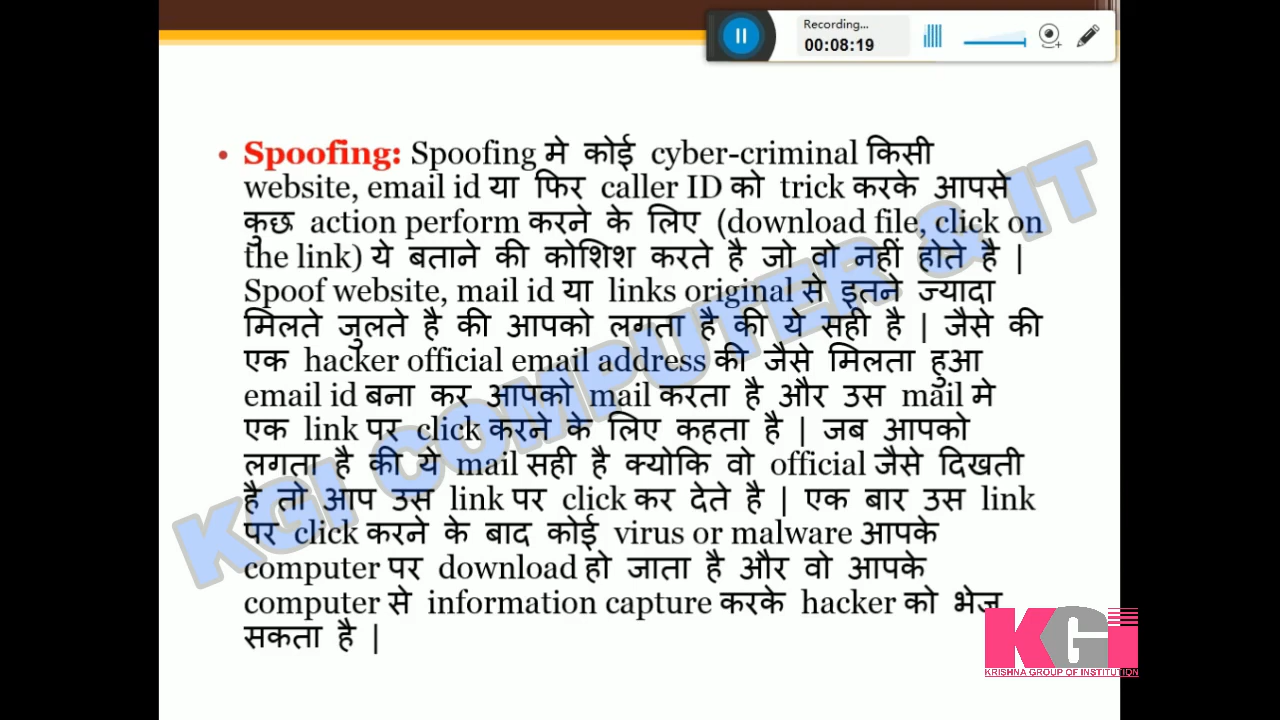 Recording...
00:08:19
• Spoofing: Spoofing मे कोई cyber-criminal किसी
website, email id या फिर caller ID को trick करके आपसे
कुछ action perform करने के लिए (download file, click on
the link) ये बताने की कोशिश करते है जो वो नहीं होते है |
Spoof website, mail id या links original से इतने ज्यादा
मिलते जुलते है की आपको लगता है की ये सही है | जैसे की
एक hacker official email address की जैसे मिलता हुआ
email id बना कर आपको mail करता है और उस mail मे
एक link पर click करने के लिए कहता है | जब आपको
लगता है की ये mail सही है क्योकि वो official जैसे दिखती
है तो आप उस link पर click कर देते है | एक बार उस link
पर click करने के बाद कोई virus or malware आपके
computer पर download हो जाता है और वो आपके
computer से information capture करके hacker को भेज
सकता है |
KGI COMPUTER & IT
KGI
KRISHNA GROUP OF INSTITUTION